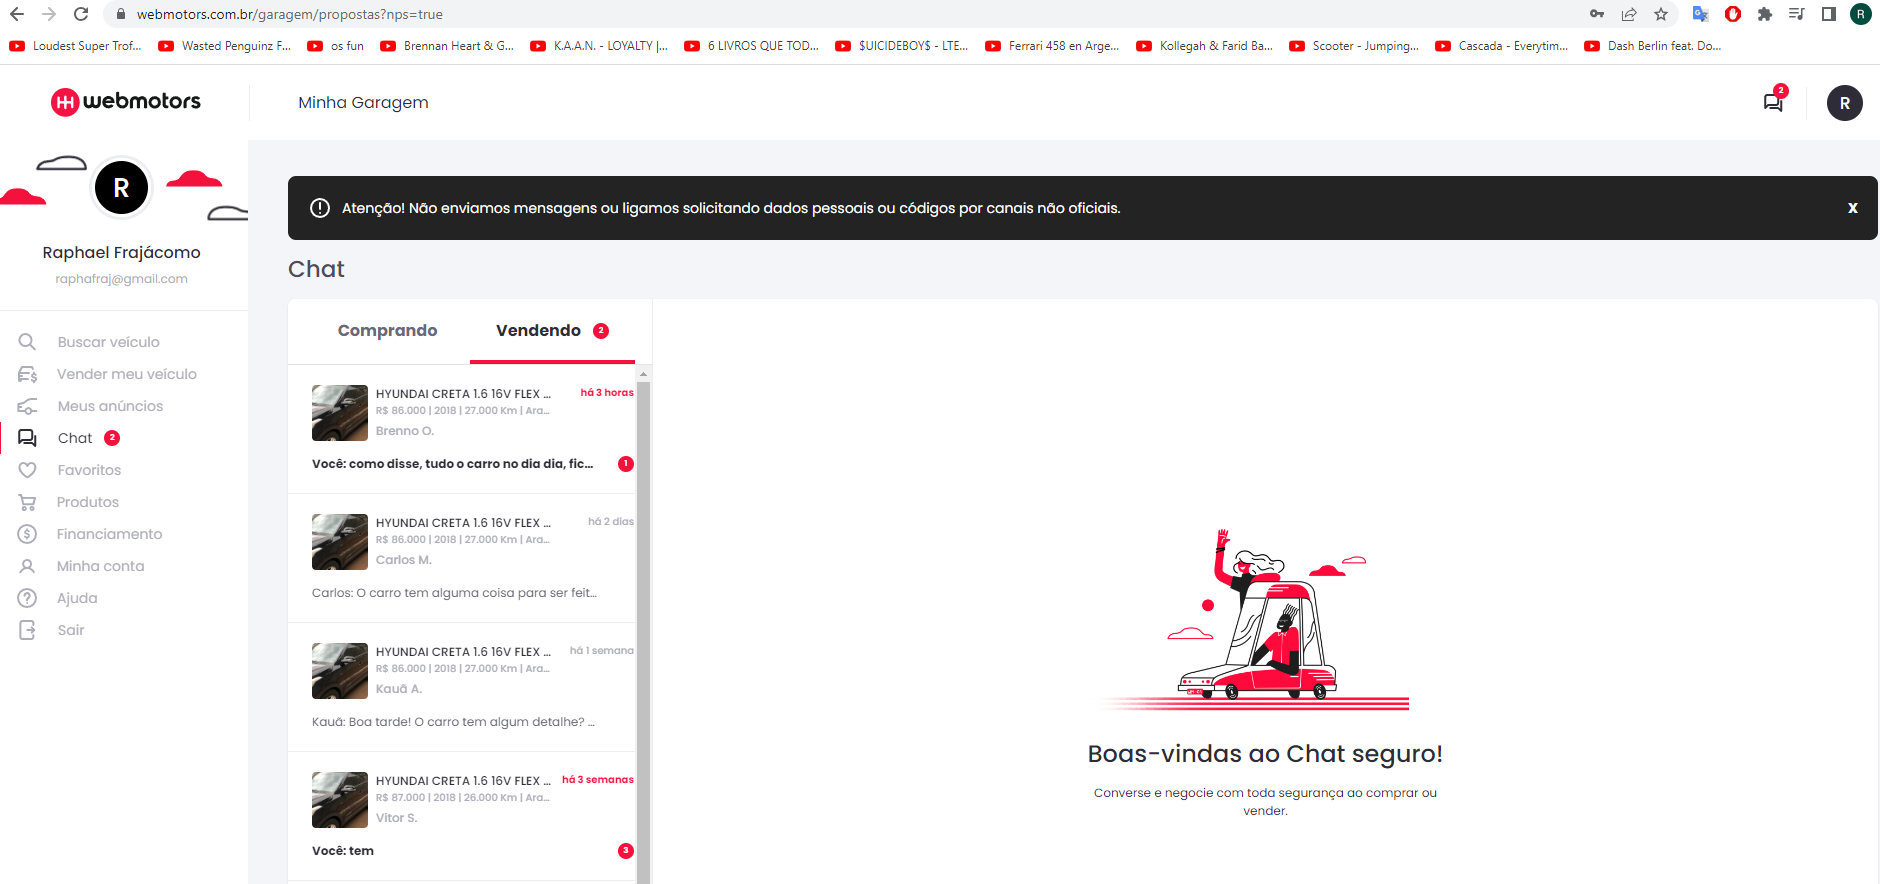 webmotors.com.br/garagem/propostas?nps=true
R
Loudest Super Trof...
Wasted Penguinz F...
os fun
Brennan Heart & G...
K.A.A.N. - LOYALTY |...
6 LIVROS QUE TOD...
$UICIDEBOY$ - LTE...
Ferrari 458 en Arge...
Kollegah & Farid Ba...
Scooter - Jumping...
Cascada - Everytim...
Dash Berlin feat. Do...
webmotors
Minha Garagem
2
R
R
Raphael Frajácomo
raphafraj@gmail.com
Buscar veículo
Vender meu veículo
Meus anúncios
Chat 2
Favoritos
Produtos
Financiamento
Minha conta
Ajuda
Sair
Atenção! Não enviamos mensagens ou ligamos solicitando dados pessoais ou códigos por canais não oficiais.
X
Chat
Comprando
Vendendo 2
HYUNDAI CRETA 1.6 16V FLEX ...
há 3 horas
R$ 86.000 | 2018 | 27.000 Km | Ara...
Brenno O.
Você: como disse, tudo o carro no dia dia, fic...
1
HYUNDAI CRETA 1.6 16V FLEX ...
há 2 dias
R$ 86.000 | 2018 | 27.000 Km | Ara...
Carlos M.
Carlos: O carro tem alguma coisa para ser feit...
HYUNDAI CRETA 1.6 16V FLEX ...
há 1 semana
R$ 86.000 | 2018 | 27.000 Km | Ara...
Kauã A.
Kauã: Boa tarde! O carro tem algum detalhe? ...
HYUNDAI CRETA 1.6 16V FLEX ...
há 3 semanas
R$ 87.000 | 2018 | 26.000 Km | Ara...
Vitor S.
Você: tem
3
Boas-vindas ao Chat seguro!
Converse e negocie com toda segurança ao comprar ou
vender.